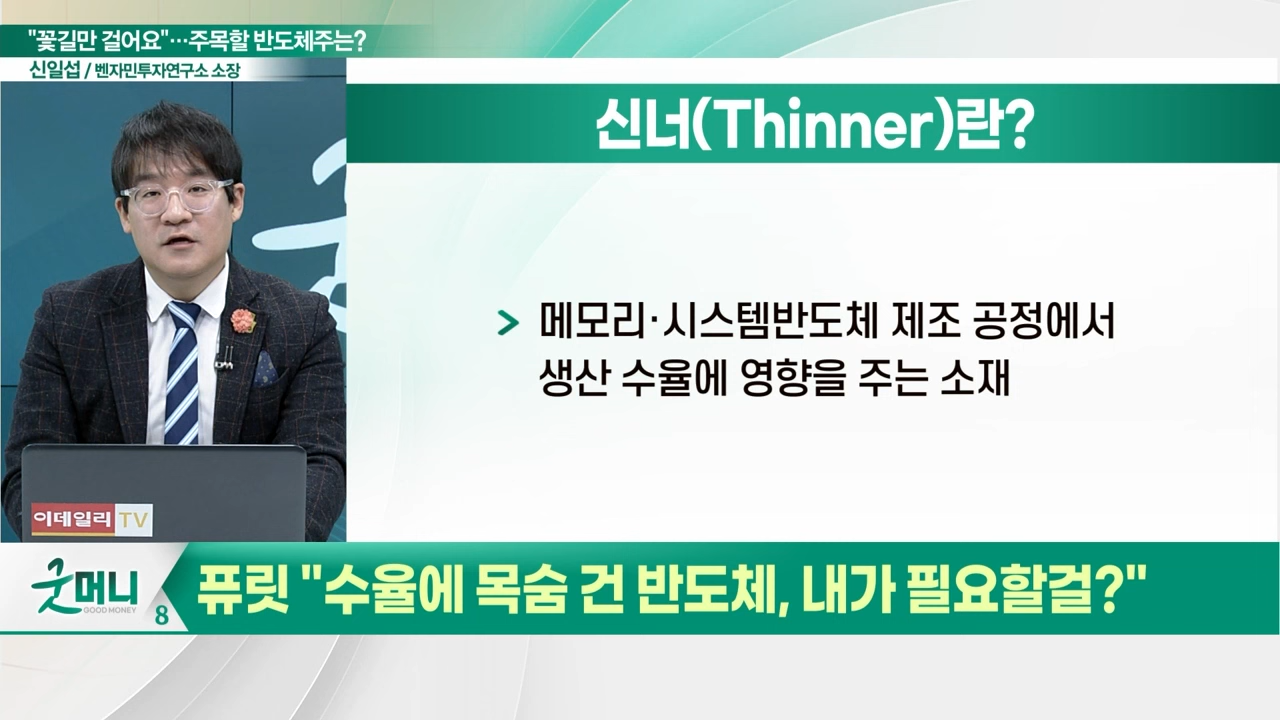 "꽃길만 걸어요"…주목할 반도체주는?
신일섭 / 벤자민투자연구소 소장
신너(Thinner)란?
> 메모리·시스템반도체 제조 공정에서
생산 수율에 영향을 주는 소재
이데일리 TV
굿머니
GOOD MONEY
8
퓨릿 "수율에 목숨 건 반도체, 내가 필요할걸?"